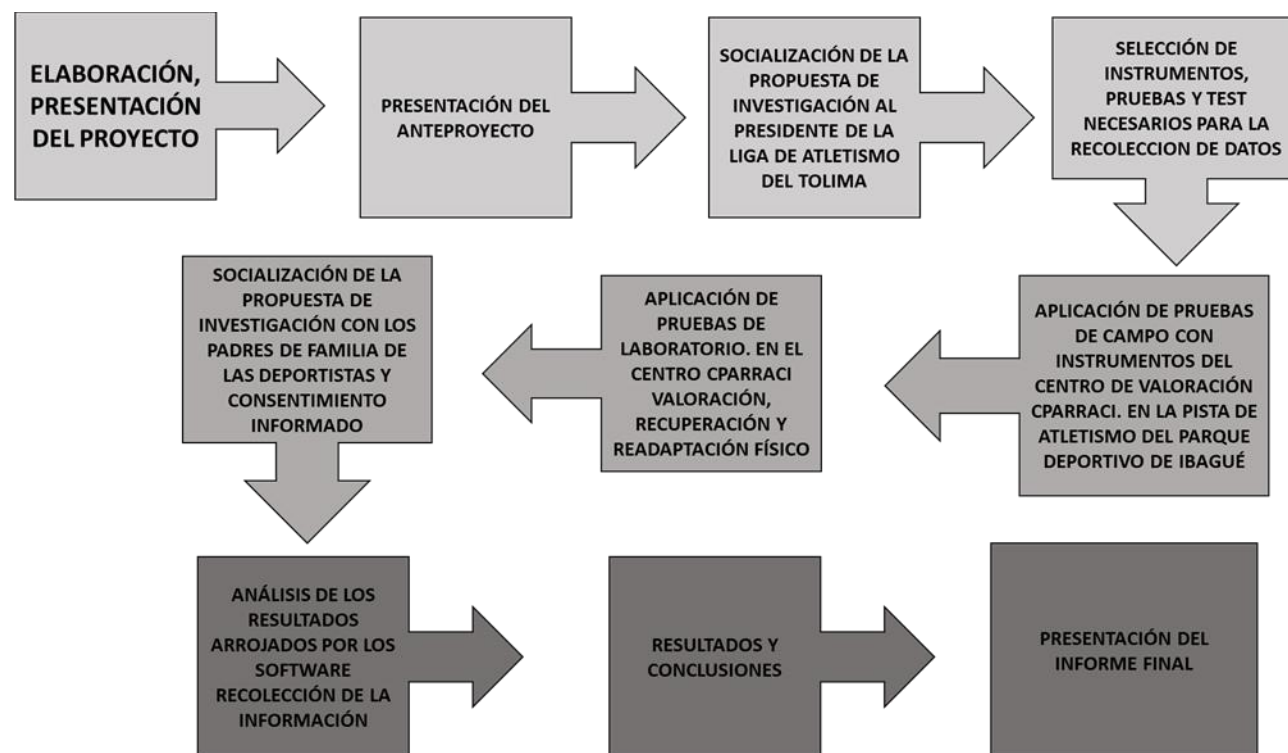 ELABORACIÓN,
PRESENTACIÓN
DEL PROYECTO
PRESENTACIÓN DEL
ANTEPROYECTO
SOCIALIZACIÓN DE LA
PROPUESTA DE
INVESTIGACIÓN AL
PRESIDENTE DE LA
LIGA DE ATLETISMO
DEL TOLIMA
SELECCIÓN DE
INSTRUMENTOS,
PRUEBAS Y TEST
NECESARIOS PARA LA
RECOLECCION DE DATOS
APLICACIÓN DE PRUEBAS
DE CAMPO CON
INSTRUMENTOS DEL
CENTRO DE VALORACIÓN
CPARRACI. EN LA PISTA DE
ATLETISMO DEL PARQUE
DEPORTIVO DE IBAGUÉ
APLICACIÓN DE
PRUEBAS DE
LABORATORIO. EN EL
CENTRO CPARRACI
VALORACIÓN,
RECUPERACIÓN Y
READAPTACIÓN FÍSICO
SOCIALIZACIÓN DE LA
PROPUESTA DE
INVESTIGACIÓN CON LOS
PADRES DE FAMILIA DE
LAS DEPORTISTAS Y
CONSENTIMIENTO
INFORMADO
ANÁLISIS DE LOS
RESULTADOS
ARROJADOS POR LOS
SOFTWARE
RECOLECCIÓN DE LA
INFORMACIÓN
RESULTADOS Y
CONCLUSIONES
PRESENTACIÓN DEL
INFORME FINAL